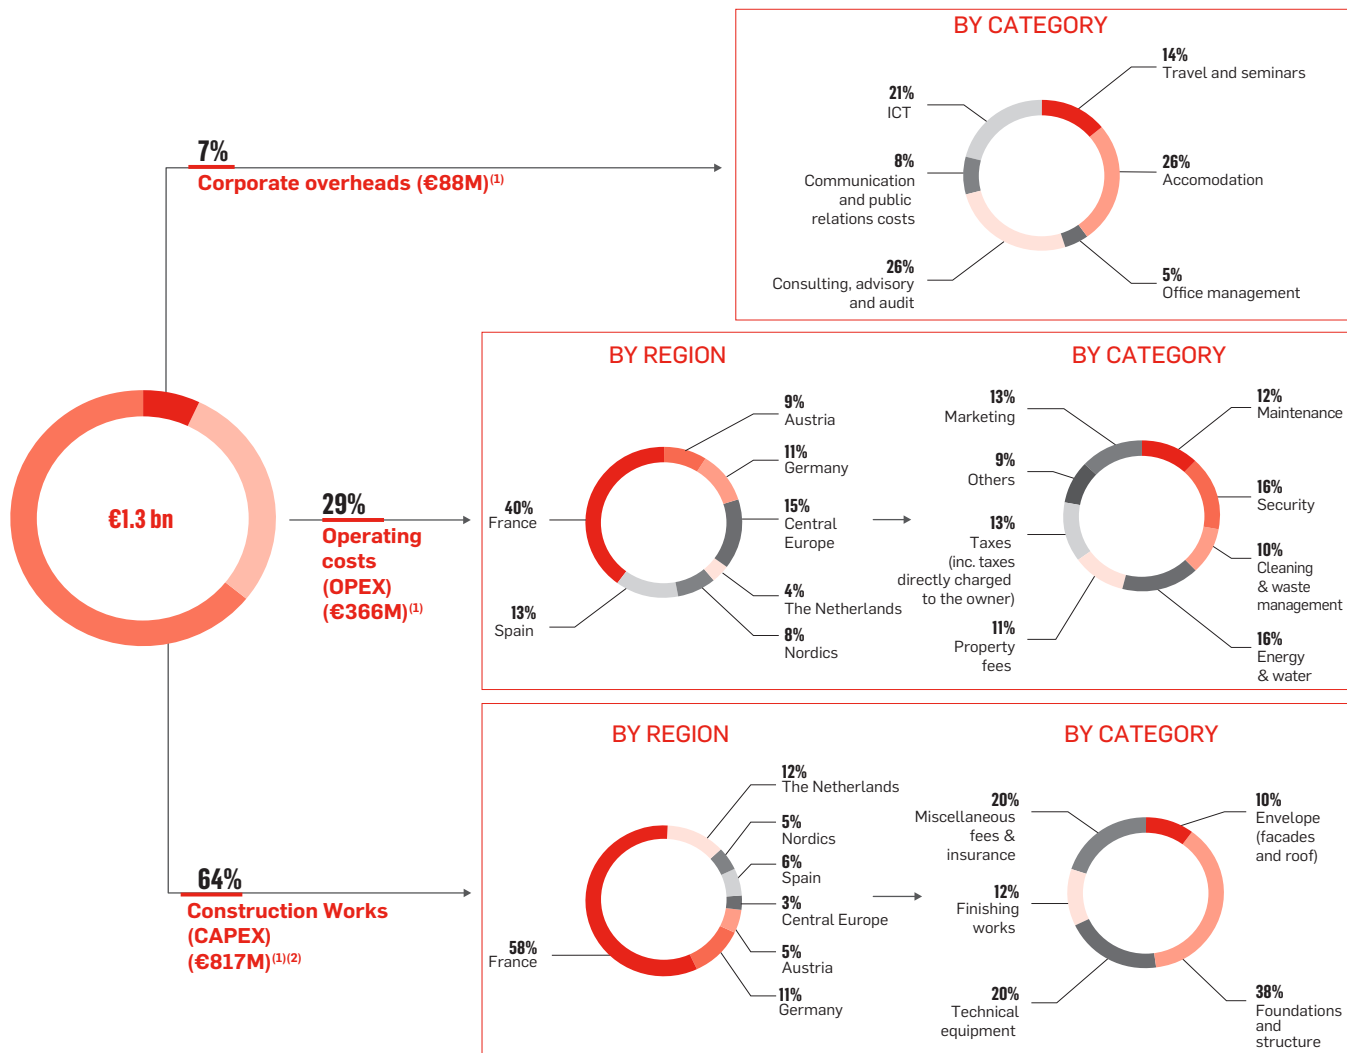 BY CATEGORY
14%
Travel and seminars
21%
ICT
8%
Communication
and public
relations costs
26%
Accomodation
26%
Consulting, advisory
and audit
5%
Office management
7%
Corporate overheads (€88M)(1)
€1.3 bn
29%
Operating
costs
(OPEX)
(€366M)(1)
BY REGION
9%
Austria
11%
Germany
40%
France
15%
Central
Europe
4%
The Netherlands
13%
Spain
8%
Nordics
BY CATEGORY
13%
Marketing
12%
Maintenance
9%
Others
16%
Security
13%
Taxes
(inc. taxes
directly charged
to the owner)
10%
Cleaning
& waste
management
11%
Property
fees
16%
Energy
& water
64%
Construction Works
(CAPEX)
(€817M)(1)(2)
BY REGION
12%
The Netherlands
5%
Nordics
6%
Spain
3%
Central Europe
58%
France
5%
Austria
11%
Germany
BY CATEGORY
20%
Miscellaneous
fees &
insurance
10%
Envelope
(facades
and roof)
12%
Finishing
works
20%
Technical
equipment
38%
Foundations
and
structure